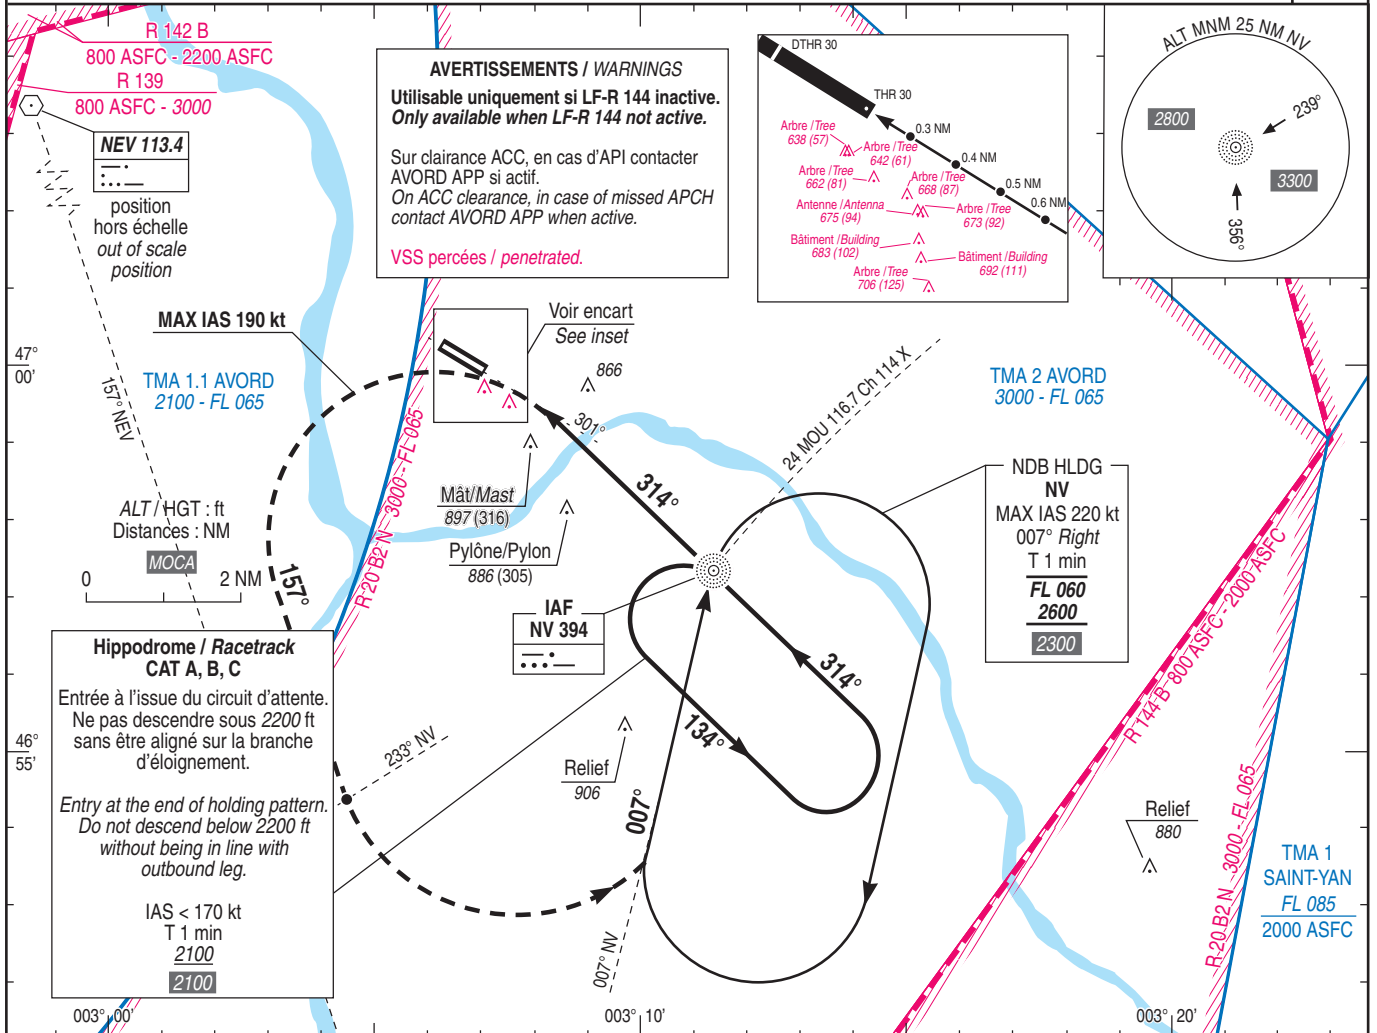 R 142 B
800 ASFC - 2200 ASFC
R 139
800 ASFC - 3000
NEV 113.4
position
hors échelle
out of scale
position
AVERTISSEMENTS / WARNINGS
Utilisable uniquement si LF-R 144 inactive.
Only available when LF-R 144 not active.
Sur clairance ACC, en cas d'API contacter
AVORD APP si actif.
On ACC clearance, in case of missed APCH
contact AVORD APP when active.
VSS percées / penetrated.
DTHR 30
THR 30
0.3 NM
0.4 NM
0.5 NM
0.6 NM
Arbre /Tree
638 (57)
Arbre /Tree
642 (61)
Arbre /Tree
662 (81)
Arbre /Tree
668 (87)
Antenne /Antenna
675 (94)
Arbre /Tree
673 (92)
Bâtiment /Building
683 (102)
Bâtiment /Building
692 (111)
Arbre /Tree
706 (125)
ALT MNM 25 NM NV
2800
239°
3300
356°
MAX IAS 190 kt
Voir encart
See inset
866
47°
00'
TMA 1.1 AVORD
2100 - FL 065
157° NEV
R 20 B2 N 3000 - FL 065
301°
24 MOU 116.7 Ch 114 X
TMA 2 AVORD
3000 - FL 065
314°
Mât/Mast
897 (316)
Pylône/Pylon
886 (305)
ALT / HGT : ft
Distances : NM
MOCA
0 2 NM
157°
NDB HLDG
NV
MAX IAS 220 kt
007° Right
T 1 min
FL 060
2600
2300
IAF
NV 394
314°
134°
Hippodrome / Racetrack
CAT A, B, C
Entrée à l'issue du circuit d'attente.
Ne pas descendre sous 2200 ft
sans être aligné sur la branche
d'éloignement.
Entry at the end of holding pattern.
Do not descend below 2200 ft
without being in line with
outbound leg.
IAS < 170 kt
T 1 min
2100
2100
233° NV
46°
55'
Relief
906
007°
007° NV
R 144 B 800 ASFC - 2000 ASFC
R 20 B2 N 3000 - FL 065
Relief
880
TMA 1
SAINT-YAN
FL 085
2000 ASFC
003° 00'
003° 10'
003° 20'